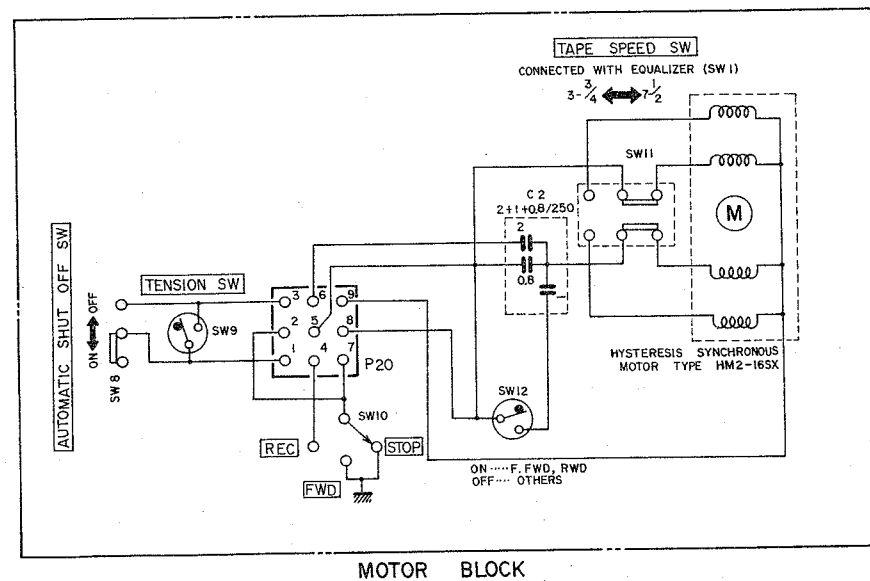 TAPE SPEED SW
CONNECTED WITH EQUALIZER (SW1)
3-3/4 7-1/2
SW11
C2
2+1+0.8/250
2
0.8
1
M
AUTOMATIC SHUT OFF SW
ON OFF
SW8
TENSION SW
SW9
3 6 9
2 5 8
1 4 7
P20
SW10
REC
STOP
FWD
SW12
ON ····· F. FWD, RWD
OFF ···· OTHERS
HYSTERESIS SYNCHRONOUS
MOTOR TYPE HM2-16SX
MOTOR BLOCK